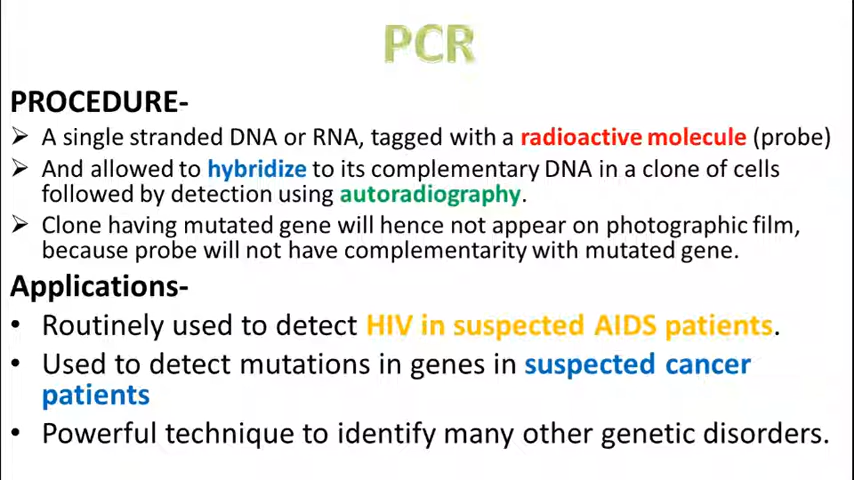 PCR
PROCEDURE-
➢ A single stranded DNA or RNA, tagged with a radioactive molecule (probe)
➢ And allowed to hybridize to its complementary DNA in a clone of cells
followed by detection using autoradiography.
➢ Clone having mutated gene will hence not appear on photographic film,
because probe will not have complementarity with mutated gene.
Applications-
• Routinely used to detect HIV in suspected AIDS patients.
• Used to detect mutations in genes in suspected cancer
patients
• Powerful technique to identify many other genetic disorders.